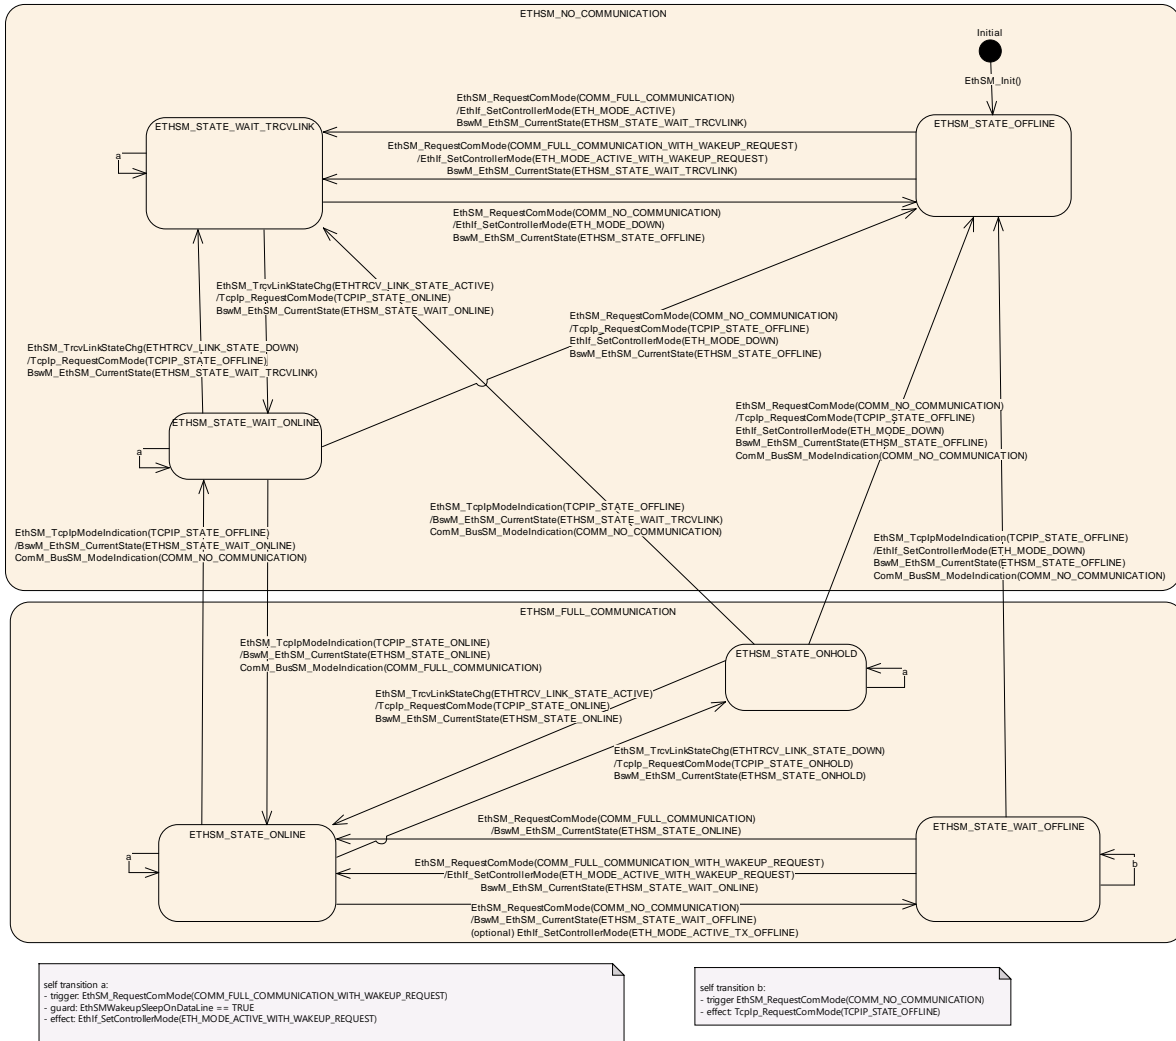 ETHSM_NO_COMMUNICATION
Initial
EthSM_Init()
EthSM_RequestComMode(COMM_FULL_COMMUNICATION)
/EthIf_SetControllerMode(ETH_MODE_ACTIVE)
BswM_EthSM_CurrentState(ETHSM_STATE_WAIT_TRCVLINK)
ETHSM_STATE_WAIT_TRCVLINK
ETHSM_STATE_OFFLINE
a
EthSM_RequestComMode(COMM_FULL_COMMUNICATION_WITH_WAKEUP_REQUEST)
/EthIf_SetControllerMode(ETH_MODE_ACTIVE_WITH_WAKEUP_REQUEST)
BswM_EthSM_CurrentState(ETHSM_STATE_WAIT_TRCVLINK)
EthSM_RequestComMode(COMM_NO_COMMUNICATION)
/EthIf_SetControllerMode(ETH_MODE_DOWN)
BswM_EthSM_CurrentState(ETHSM_STATE_OFFLINE)
EthSM_TrcvLinkStateChg(ETHTRCV_LINK_STATE_ACTIVE)
/TcpIp_RequestComMode(TCPIP_STATE_ONLINE)
BswM_EthSM_CurrentState(ETHSM_STATE_WAIT_ONLINE)
EthSM_RequestComMode(COMM_NO_COMMUNICATION)
/TcpIp_RequestComMode(TCPIP_STATE_OFFLINE)
EthIf_SetControllerMode(ETH_MODE_DOWN)
BswM_EthSM_CurrentState(ETHSM_STATE_OFFLINE)
EthSM_TrcvLinkStateChg(ETHTRCV_LINK_STATE_DOWN)
/TcpIp_RequestComMode(TCPIP_STATE_OFFLINE)
BswM_EthSM_CurrentState(ETHSM_STATE_WAIT_TRCVLINK)
ETHSM_STATE_WAIT_ONLINE
a
EthSM_RequestComMode(COMM_NO_COMMUNICATION)
/TcpIp_RequestComMode(TCPIP_STATE_OFFLINE)
EthIf_SetControllerMode(ETH_MODE_DOWN)
BswM_EthSM_CurrentState(ETHSM_STATE_OFFLINE)
ComM_BusSM_ModeIndication(COMM_NO_COMMUNICATION)
EthSM_TcpIpModeIndication(TCPIP_STATE_OFFLINE)
/BswM_EthSM_CurrentState(ETHSM_STATE_WAIT_TRCVLINK)
ComM_BusSM_ModeIndication(COMM_NO_COMMUNICATION)
EthSM_TcpIpModeIndication(TCPIP_STATE_OFFLINE)
/BswM_EthSM_CurrentState(ETHSM_STATE_WAIT_ONLINE)
ComM_BusSM_ModeIndication(COMM_NO_COMMUNICATION)
EthSM_TcpIpModeIndication(TCPIP_STATE_OFFLINE)
/EthIf_SetControllerMode(ETH_MODE_DOWN)
BswM_EthSM_CurrentState(ETHSM_STATE_OFFLINE)
ComM_BusSM_ModeIndication(COMM_NO_COMMUNICATION)
ETHSM_FULL_COMMUNICATION
EthSM_TcpIpModeIndication(TCPIP_STATE_ONLINE)
/BswM_EthSM_CurrentState(ETHSM_STATE_ONLINE)
ComM_BusSM_ModeIndication(COMM_FULL_COMMUNICATION)
ETHSM_STATE_ONHOLD
a
EthSM_TrcvLinkStateChg(ETHTRCV_LINK_STATE_ACTIVE)
/TcpIp_RequestComMode(TCPIP_STATE_ONLINE)
BswM_EthSM_CurrentState(ETHSM_STATE_ONLINE)
EthSM_TrcvLinkStateChg(ETHTRCV_LINK_STATE_DOWN)
/TcpIp_RequestComMode(TCPIP_STATE_ONHOLD)
BswM_EthSM_CurrentState(ETHSM_STATE_ONHOLD)
ETHSM_STATE_ONLINE
a
EthSM_RequestComMode(COMM_FULL_COMMUNICATION)
/BswM_EthSM_CurrentState(ETHSM_STATE_ONLINE)
ETHSM_STATE_WAIT_OFFLINE
b
EthSM_RequestComMode(COMM_FULL_COMMUNICATION_WITH_WAKEUP_REQUEST)
/EthIf_SetControllerMode(ETH_MODE_ACTIVE_WITH_WAKEUP_REQUEST)
BswM_EthSM_CurrentState(ETHSM_STATE_WAIT_ONLINE)
EthSM_RequestComMode(COMM_NO_COMMUNICATION)
/BswM_EthSM_CurrentState(ETHSM_STATE_WAIT_OFFLINE)
(optional) EthIf_SetControllerMode(ETH_MODE_ACTIVE_TX_OFFLINE)
self transition a:
- trigger: EthSM_RequestComMode(COMM_FULL_COMMUNICATION_WITH_WAKEUP_REQUEST)
- guard: EthSMWakeupSleepOnDataLine == TRUE
- effect: EthIf_SetControllerMode(ETH_MODE_ACTIVE_WITH_WAKEUP_REQUEST)
self transition b:
- trigger EthSM_RequestComMode(COMM_NO_COMMUNICATION)
- effect: TcpIp_RequestComMode(TCPIP_STATE_OFFLINE)